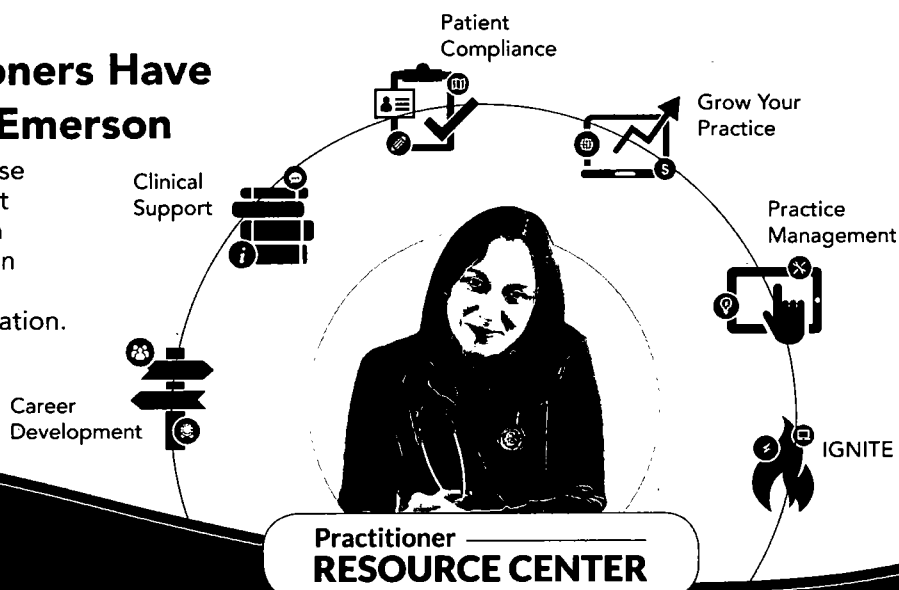 oners Have
Emerson
se
t
n
ation.
Patient
Compliance
Grow Your
Practice
Clinical
Support
Practice
Management
Career
Development
IGNITE
Practitioner
RESOURCE CENTER